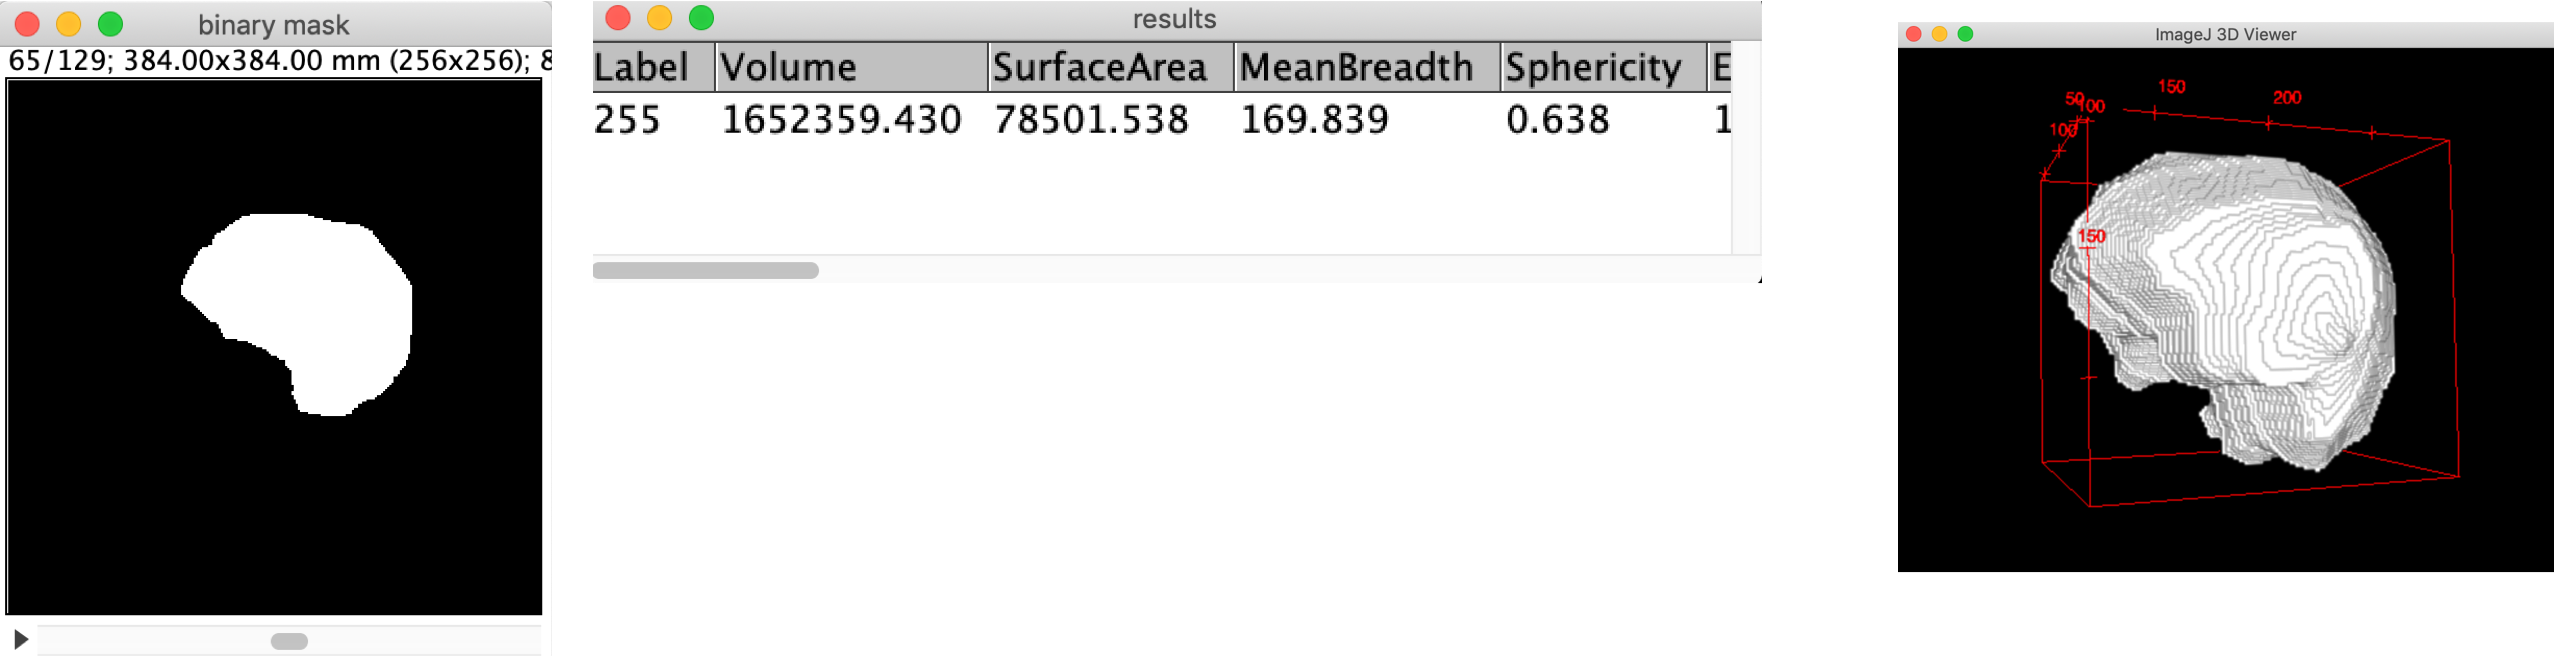 binary mask
65/129; 384.00x384.00 mm (256x256); 8
results
Label Volume SurfaceArea MeanBreadth Sphericity E
255 1652359.430 78501.538 169.839 0.638 1
ImageJ 3D Viewer
150
200
50
100
100
150